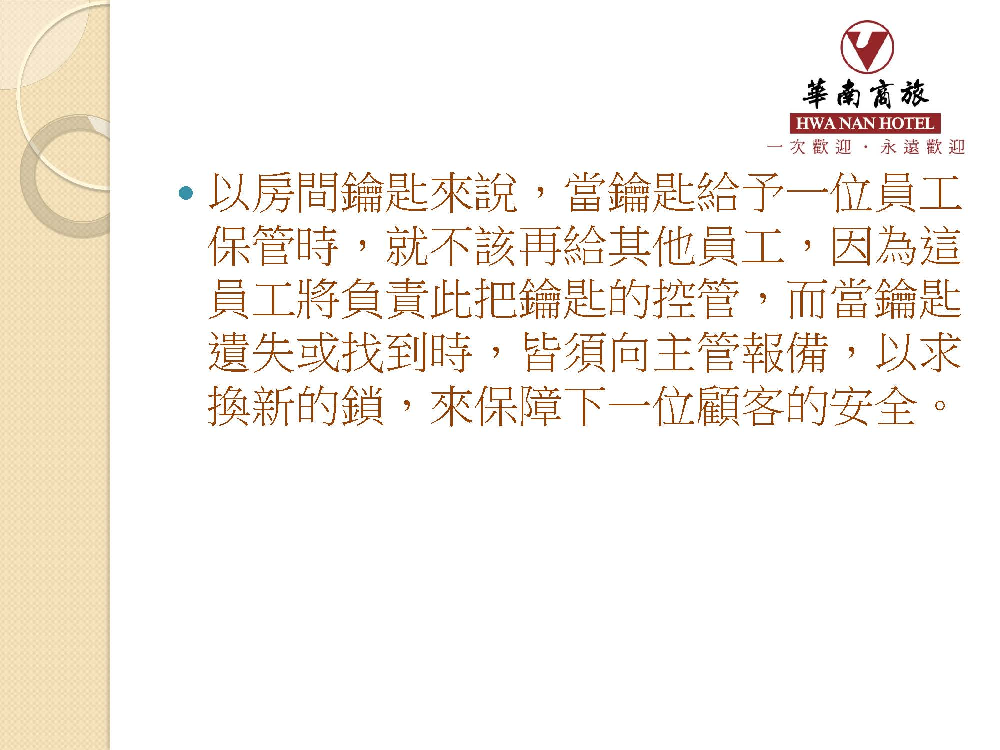 華南商旅
HWA NAN HOTEL
一次歡迎・永遠歡迎
• 以房間鑰匙來說，當鑰匙給予一位員工
保管時，就不該再給其他員工，因為這
員工將負責此把鑰匙的控管，而當鑰匙
遺失或找到時，皆須向主管報備，以求
換新的鎖，來保障下一位顧客的安全。